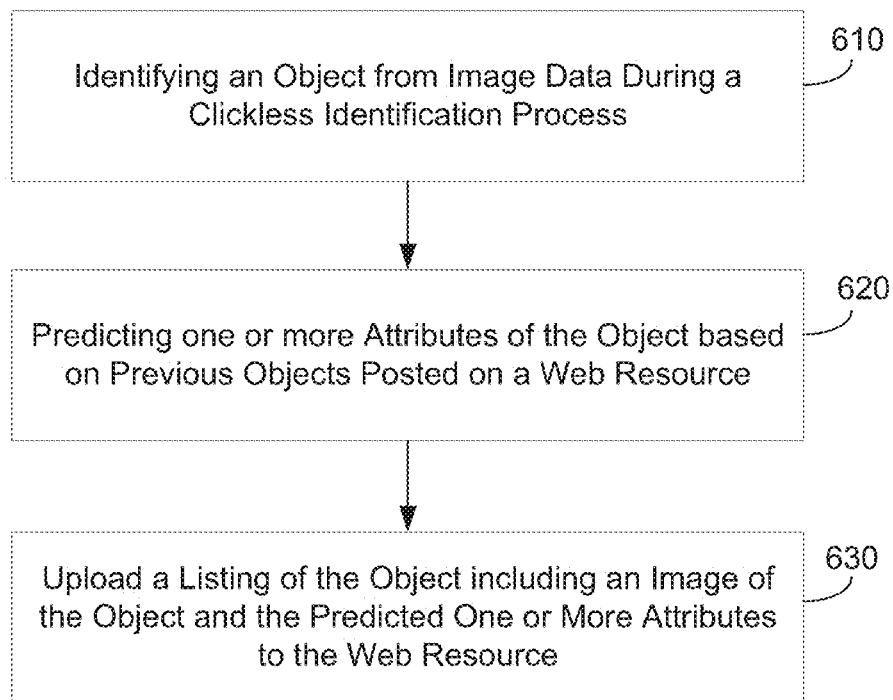 610
Identifying an Object from Image Data During a
Clickless Identification Process
620
Predicting one or more Attributes of the Object based
on Previous Objects Posted on a Web Resource
630
Upload a Listing of the Object including an Image of
the Object and the Predicted One or More Attributes
to the Web Resource